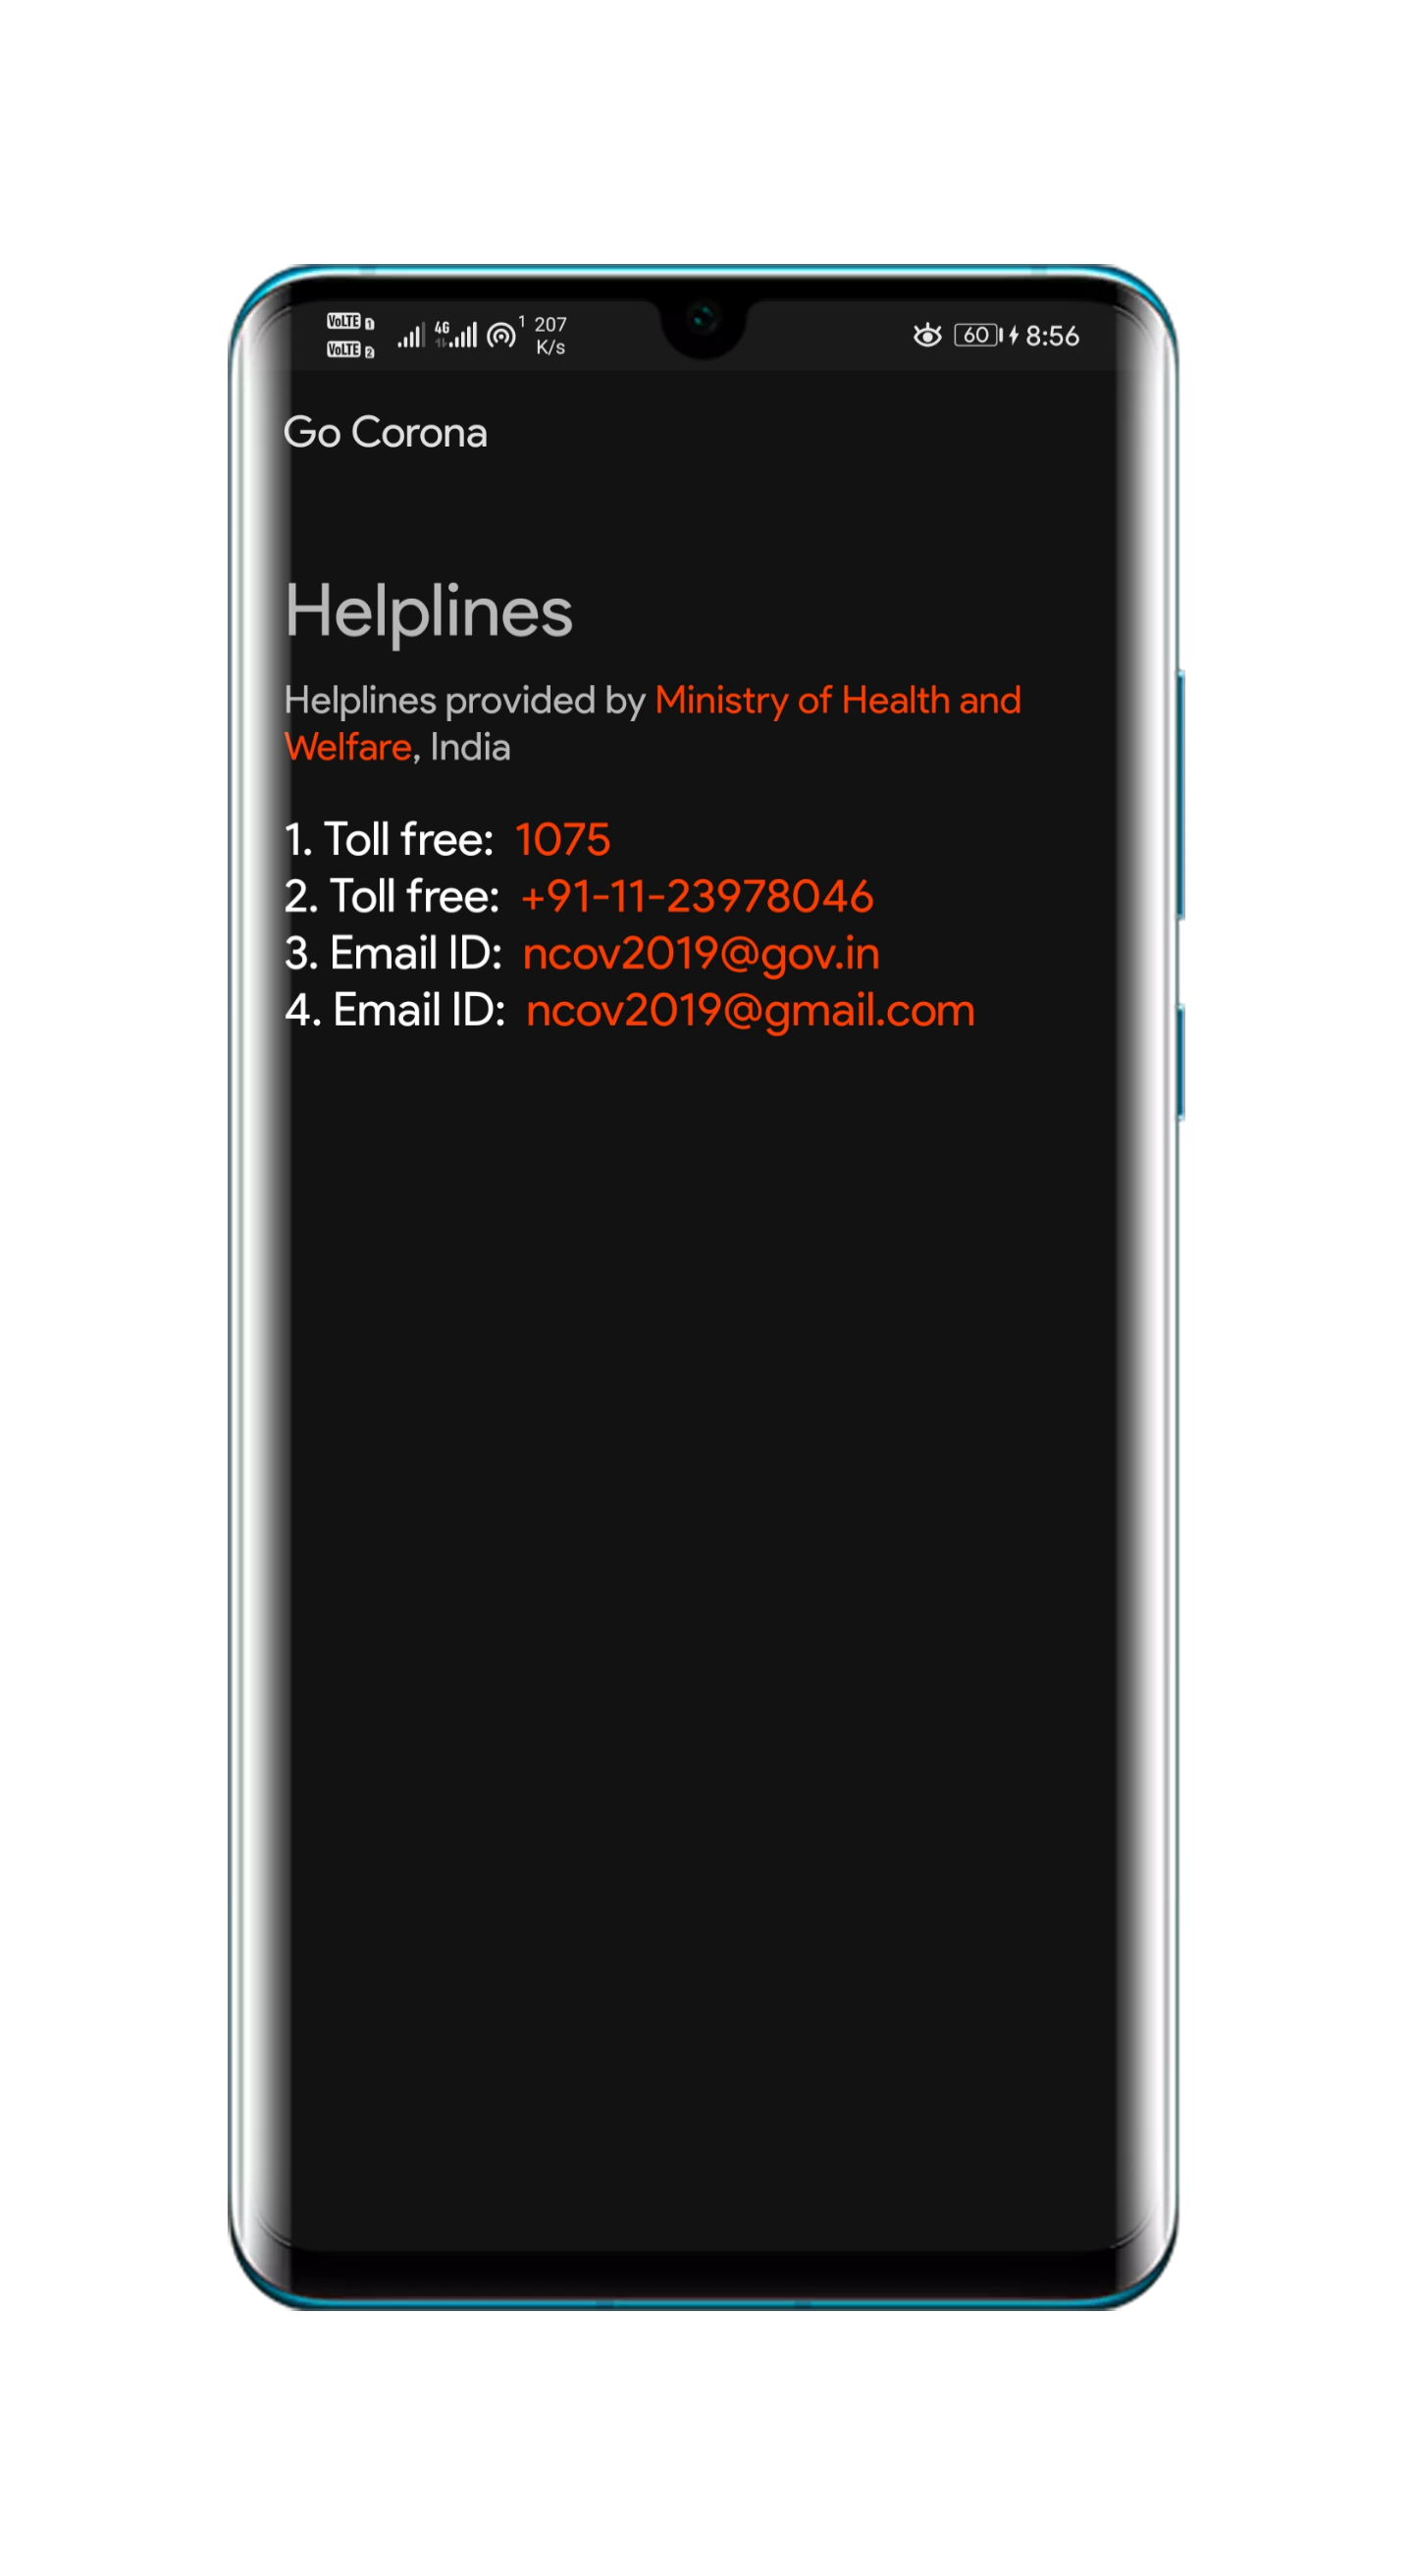 VoLTE 1
VoLTE 2
4G
1
207
K/s
60
8:56
Go Corona
Helplines
Helplines provided by Ministry of Health and
Welfare, India
1. Toll free: 1075
2. Toll free: +91-11-23978046
3. Email ID: ncov2019@gov.in
4. Email ID: ncov2019@gmail.com